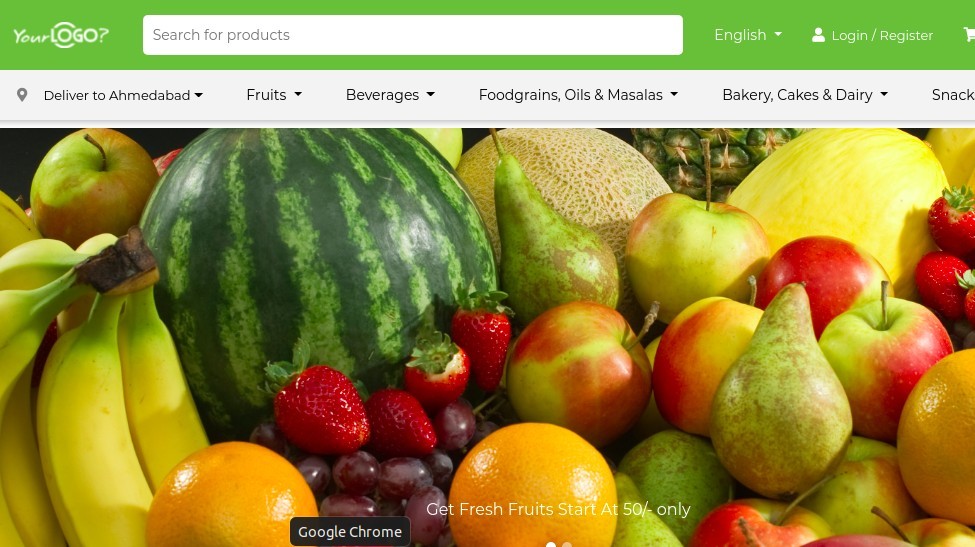 YourLOGO?
Search for products
English
Login / Register
Deliver to Ahmedabad
Fruits
Beverages
Foodgrains, Oils & Masalas
Bakery, Cakes & Dairy
Snack
Get Fresh Fruits Start At 50/- only
Google Chrome